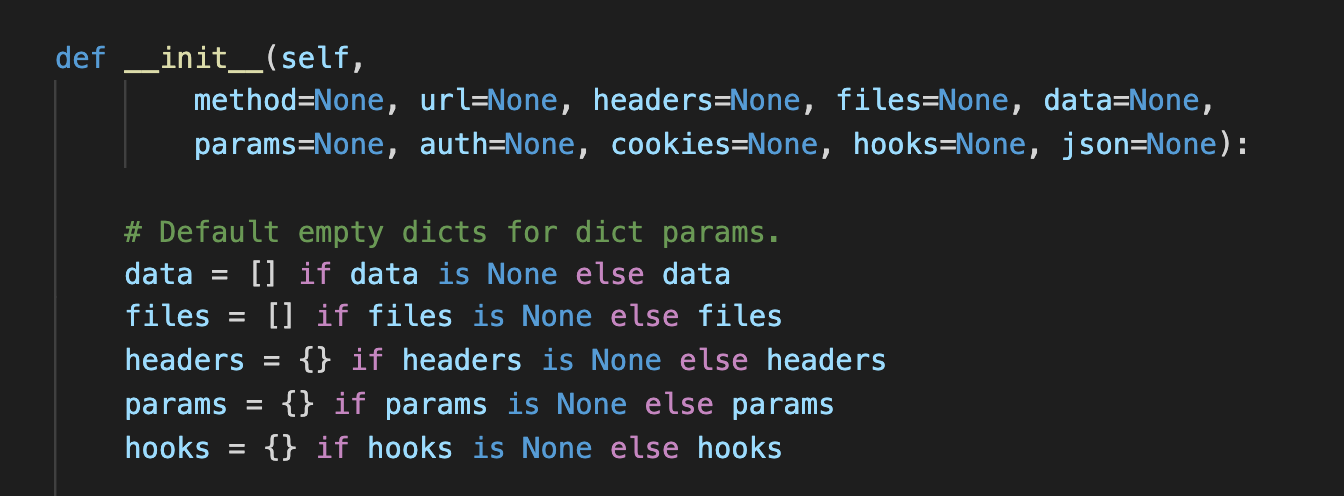 def __init__(self,
method=None, url=None, headers=None, files=None, data=None,
params=None, auth=None, cookies=None, hooks=None, json=None):
# Default empty dicts for dict params.
data = [] if data is None else data
files = [] if files is None else files
headers = {} if headers is None else headers
params = {} if params is None else params
hooks = {} if hooks is None else hooks